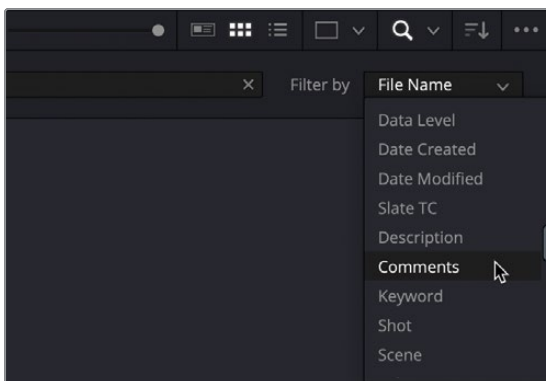 Filter by File Name
Data Level
Date Created
Date Modified
Slate TC
Description
Comments
Keyword
Shot
Scene